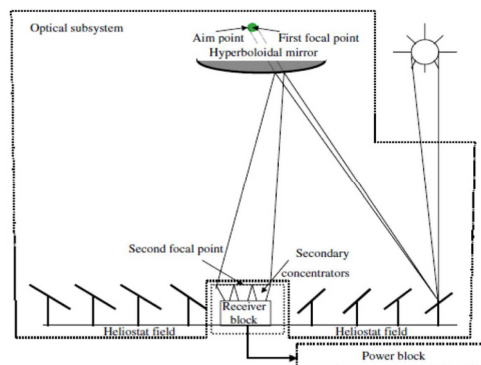 Optical subsystem
Aim point
First focal point
Hyperboloidal mirror
Second focal point
Secondary
concentrators
Receiver
block
Heliostat field
Heliostat field
Power block